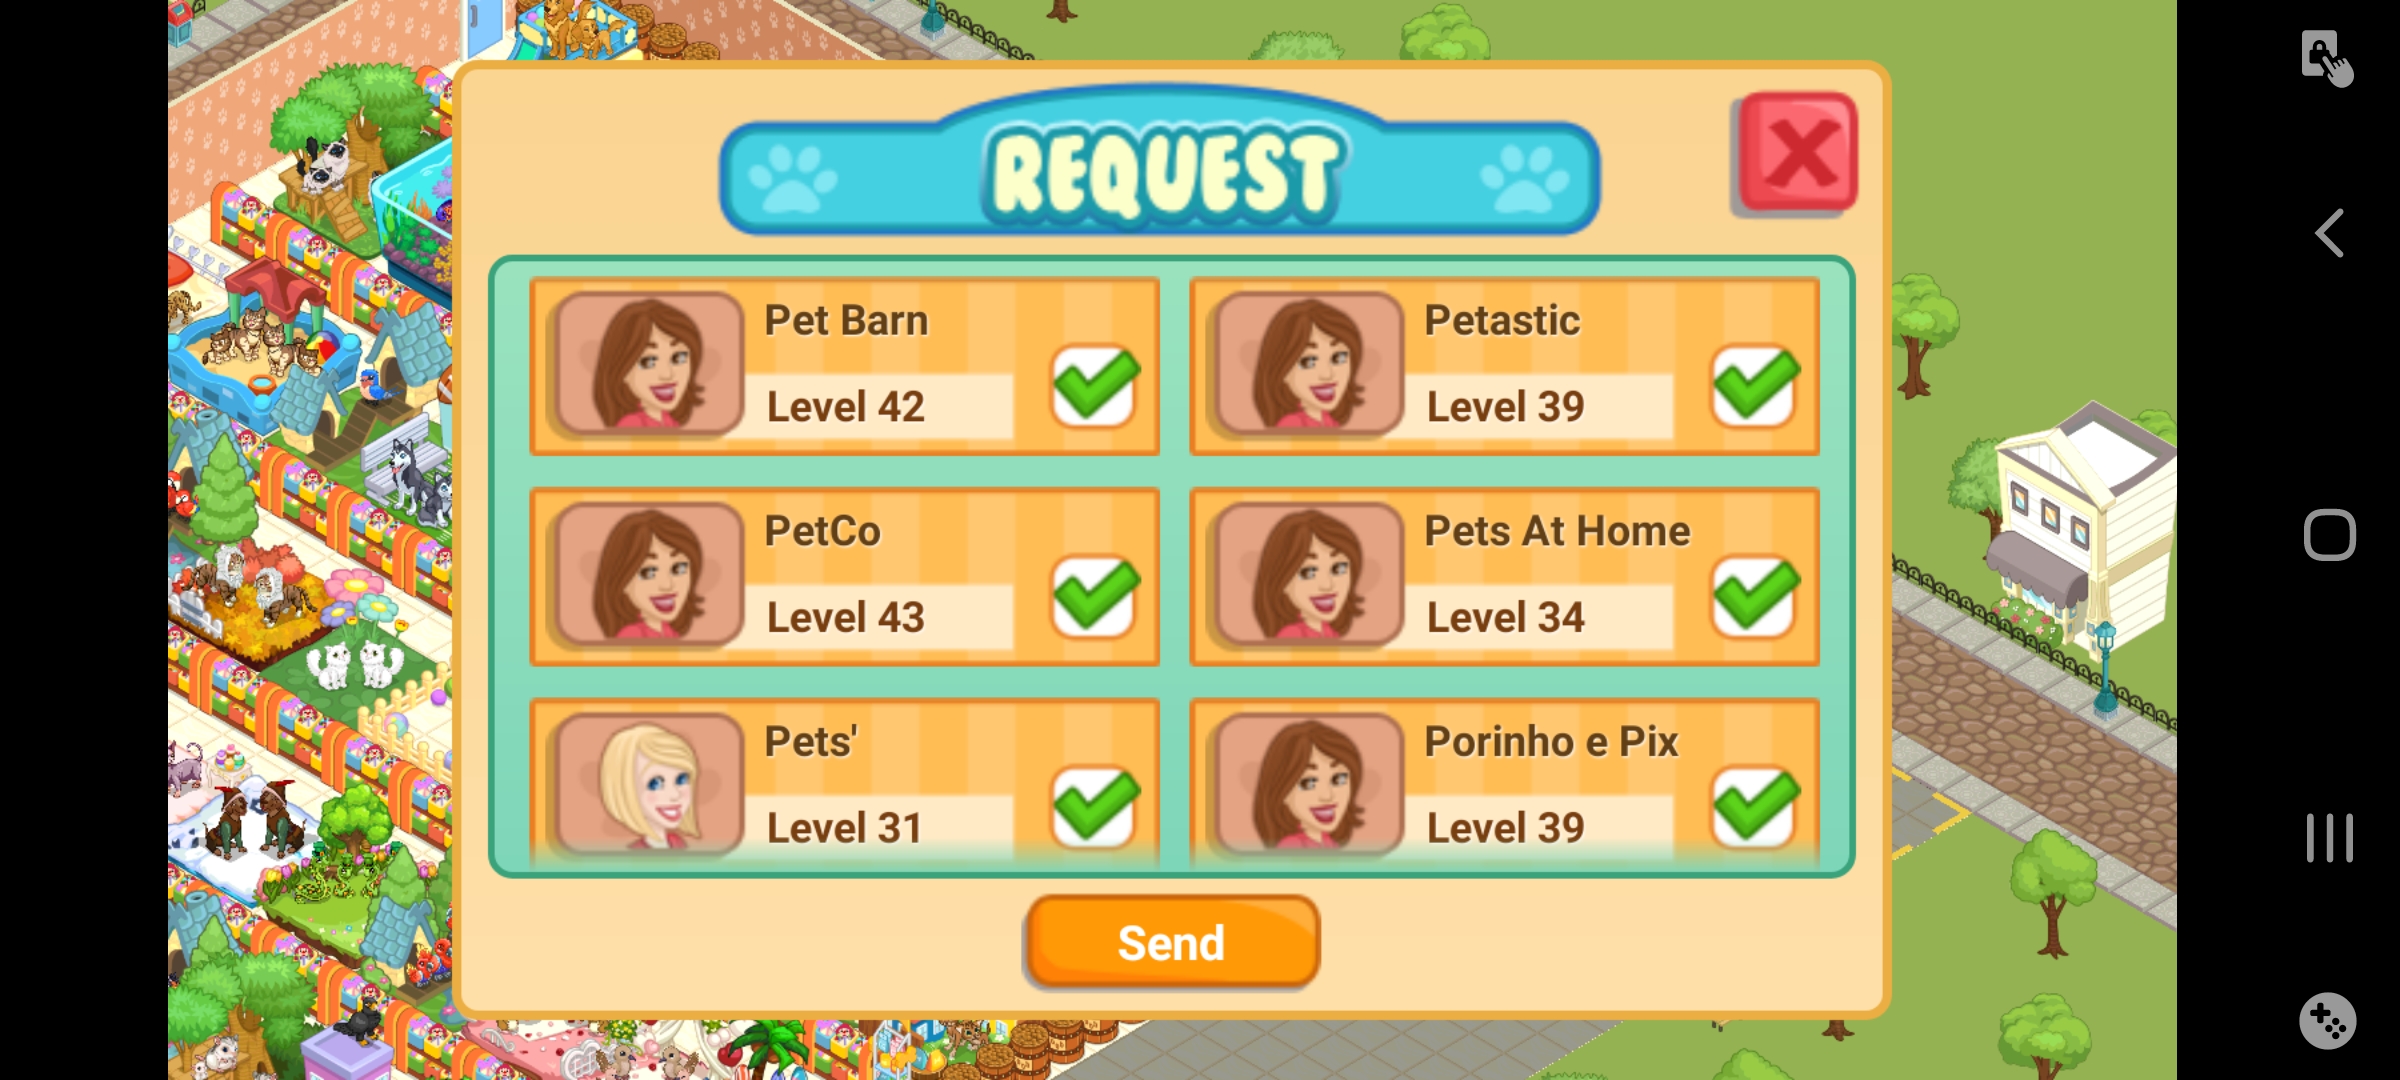 REQUEST
Pet Barn
Level 42
Petastic
Level 39
PetCo
Level 43
Pets At Home
Level 34
Pets'
Level 31
Porinho e Pix
Level 39
Send